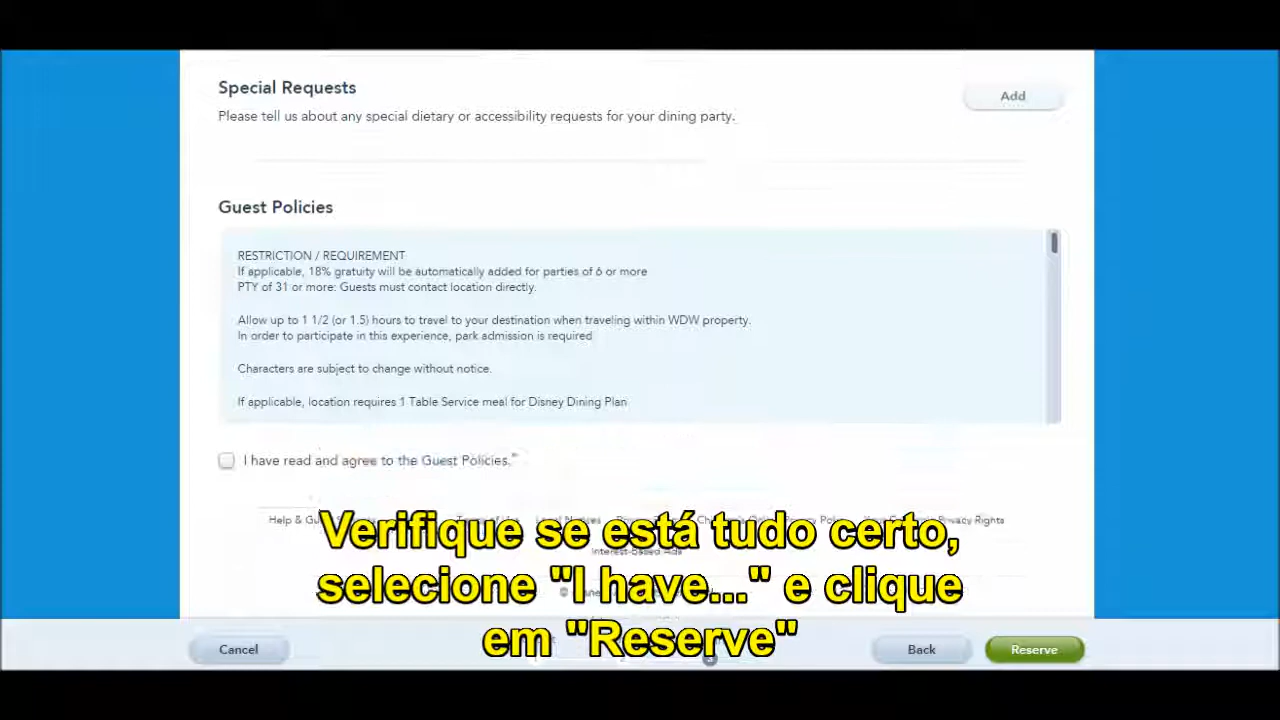 Special Requests
Add
Please tell us about any special dietary or accessibility requests for your dining party.
Guest Policies
RESTRICTION / REQUIREMENT
If applicable, 18% gratuity will be automatically added for parties of 6 or more
PTY of 31 or more: Guests must contact location directly.
Allow up to 1 1/2 (or 1.5) hours to travel to your destination when traveling within WDW property.
In order to participate in this experience, park admission is required
Characters are subject to change without notice.
If applicable, location requires 1 Table Service meal for Disney Dining Plan
I have read and agree to the Guest Policies.*
Help & Privacy Rights
Interest-based Ads
Verifique se está tudo certo,
selecione "I have..." e clique
em "Reserve"
Cancel
Back
Reserve